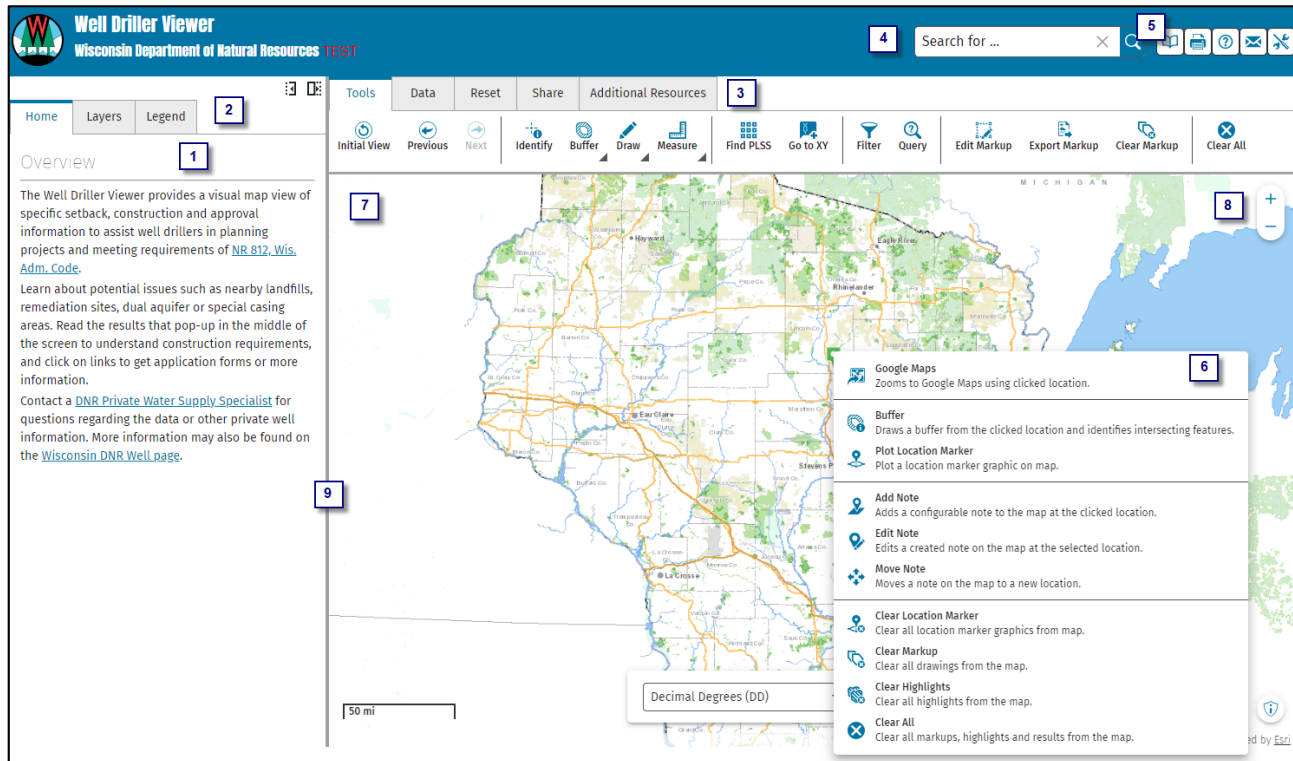 Well Driller Viewer
Wisconsin Department of Natural Resources TEST
4
Search for ...
5
Home
Layers
Legend
2
Tools
Data
Reset
Share
Additional Resources
3
Initial View
Previous
Next
Identify
Buffer
Draw
Measure
Find PLSS
Go to XY
Filter
Query
Edit Markup
Export Markup
Clear Markup
Clear All
1
Overview
The Well Driller Viewer provides a visual map view of
specific setback, construction and approval
information to assist well drillers in planning
projects and meeting requirements of NR 812, Wis.
Adm. Code.
Learn about potential issues such as nearby landfills,
remediation sites, dual aquifer or special casing
areas. Read the results that pop-up in the middle of
the screen to understand construction requirements,
and click on links to get application forms or more
information.
Contact a DNR Private Water Supply Specialist for
questions regarding the data or other private well
information. More information may also be found on
the Wisconsin DNR Well page.
9
7
MICHIGAN
8
+
−
Hayward
Eagle River
Rhinelander
Eau Claire
Stevens P
La Crosse
6
Google Maps
Zooms to Google Maps using clicked location.
Buffer
Draws a buffer from the clicked location and identifies intersecting features.
Plot Location Marker
Plot a location marker graphic on map.
Add Note
Adds a configurable note to the map at the clicked location.
Edit Note
Edits a created note on the map at the selected location.
Move Note
Moves a note on the map to a new location.
Clear Location Marker
Clear all location marker graphics from map.
Clear Markup
Clear all drawings from the map.
Clear Highlights
Clear all highlights from the map.
Clear All
Clear all markups, highlights and results from the map.
Decimal Degrees (DD)
50 mi
ed by Esri